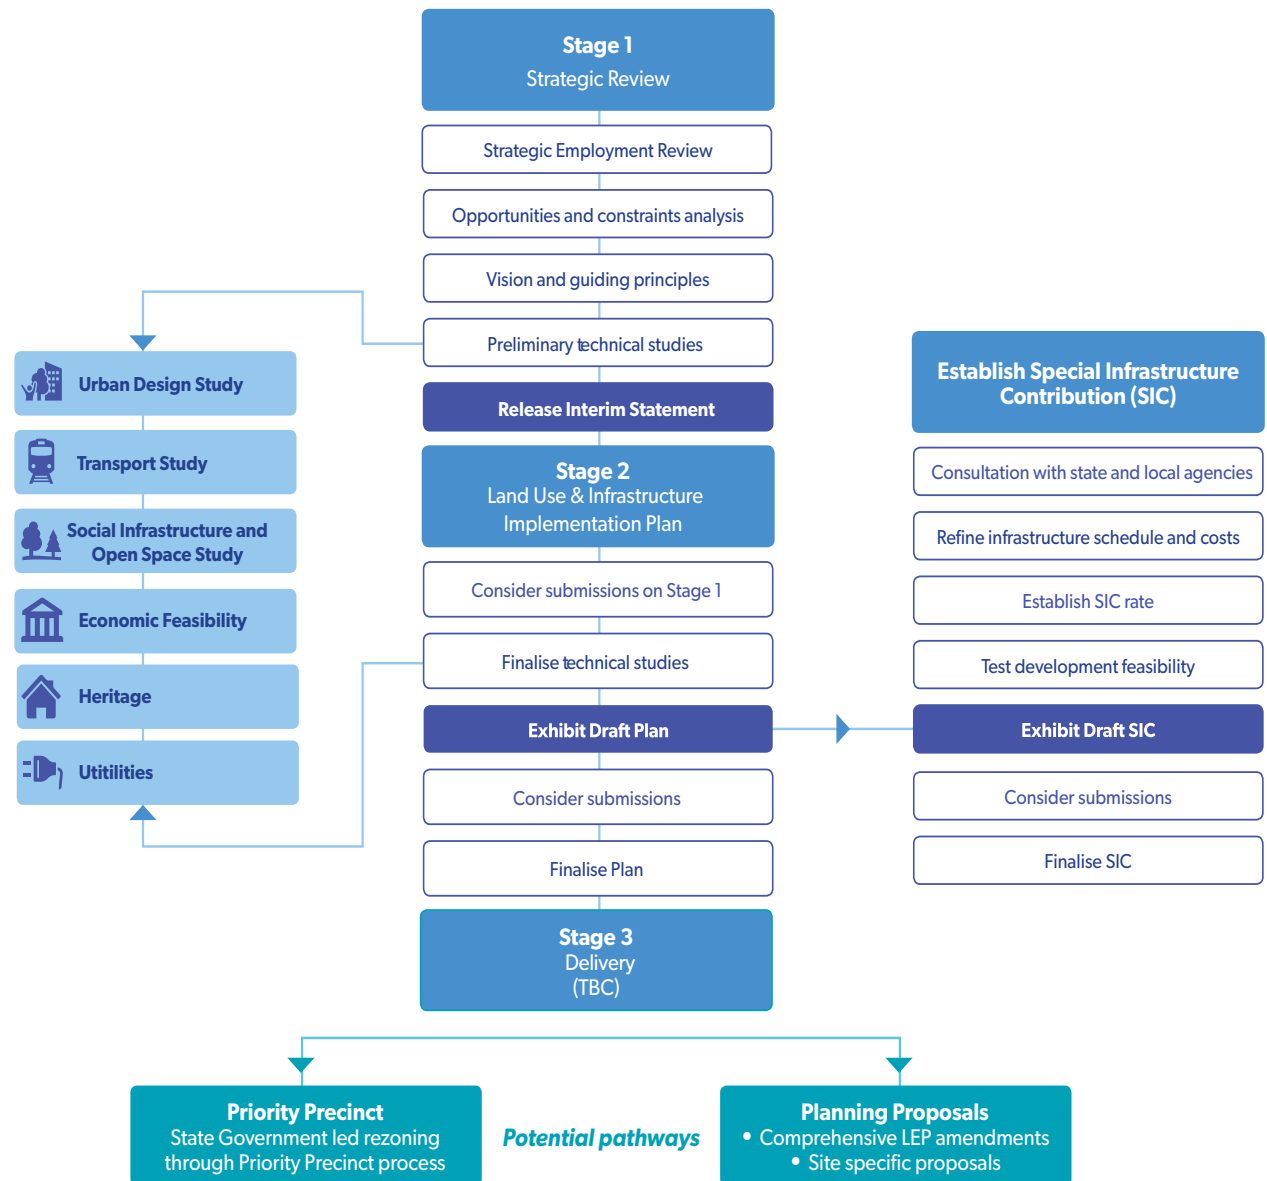 Stage 1
Strategic Review
Strategic Employment Review
Opportunities and constraints analysis
Vision and guiding principles
Preliminary technical studies
Release Interim Statement
Stage 2
Land Use & Infrastructure
Implementation Plan
Consider submissions on Stage 1
Finalise technical studies
Exhibit Draft Plan
Consider submissions
Finalise Plan
Stage 3
Delivery
(TBC)
Urban Design Study
Transport Study
Social Infrastructure and
Open Space Study
Economic Feasibility
Heritage
Utitilities
Establish Special Infrastructure
Contribution (SIC)
Consultation with state and local agencies
Refine infrastructure schedule and costs
Establish SIC rate
Test development feasibility
Exhibit Draft SIC
Consider submissions
Finalise SIC
Priority Precinct
State Government led rezoning
through Priority Precinct process
Potential pathways
Planning Proposals
• Comprehensive LEP amendments
• Site specific proposals